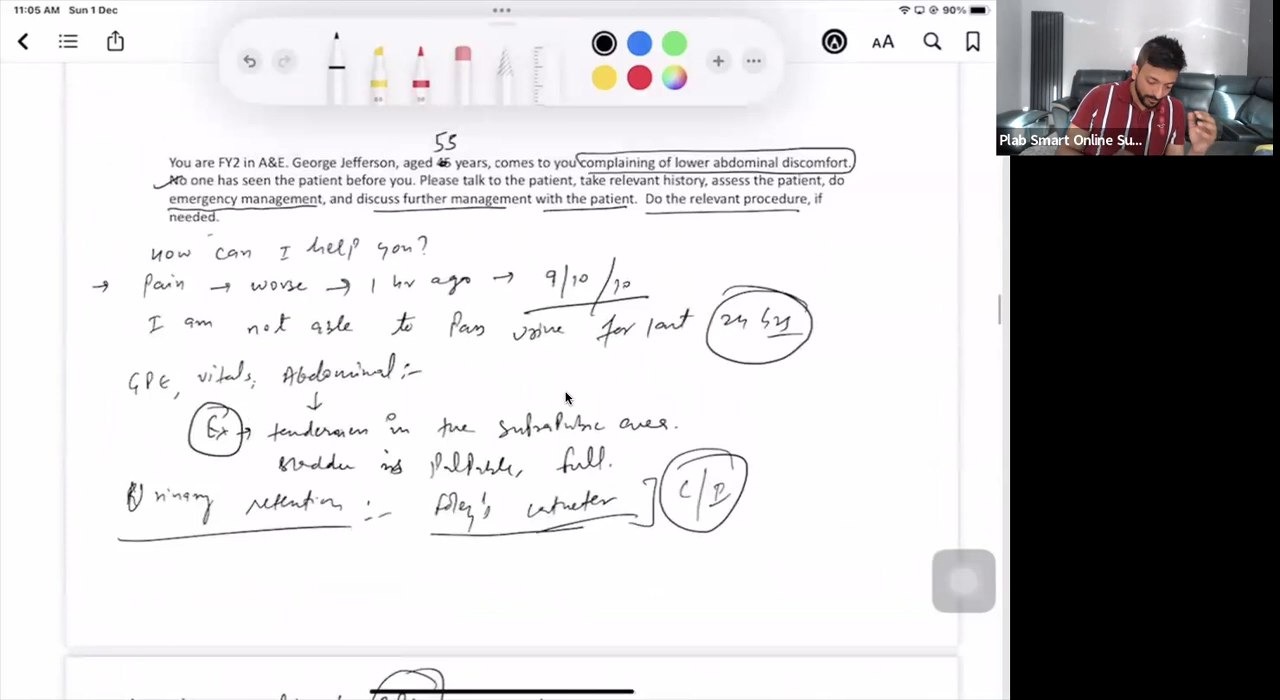 11:05 AM Sun 1 Dec
90%
AA
Plab Smart Online Su...
55
You are FY2 in A&E. George Jefferson, aged years, comes to you complaining of lower abdominal discomfort.
No one has seen the patient before you. Please talk to the patient, take relevant history, assess the patient, do
emergency management, and discuss further management with the patient. Do the relevant procedure, if
needed.
How can I help you?
→ Pain → worse → 1 hr ago → 9/10 /10
I am not able to Pass urine for last 24 hrs
GPE, vitals, Abdominal:-
↓
Ex → tenderness in the suprapubic area.
Bladder is palpable, full.
Urinary retention :- foley's catheter ] C/I